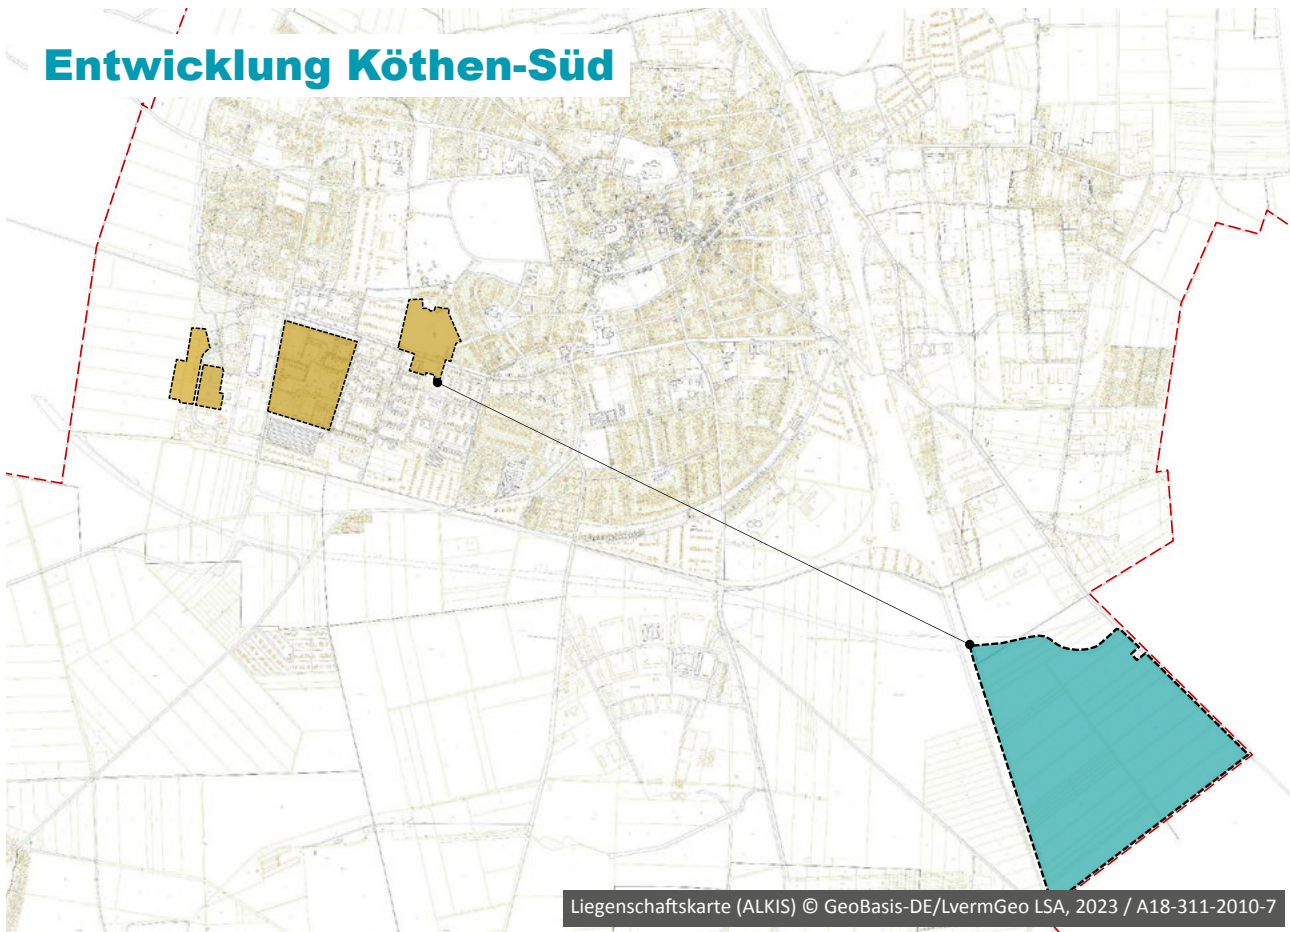 Entwicklung Köthen-Süd
Liegenschaftskarte (ALKIS) © GeoBasis-DE/LvermGeo LSA, 2023 / A18-311-2010-7